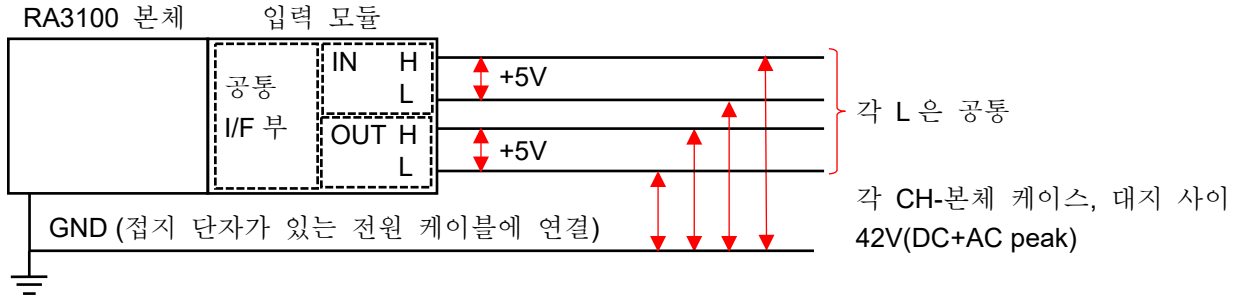 RA3100 본체 입력 모듈
공통
I/F 부
IN H
L
OUT H
L
+5V
+5V
각 L 은 공통
각 CH-본체 케이스, 대지 사이
42V(DC+AC peak)
GND (접지 단자가 있는 전원 케이블에 연결)